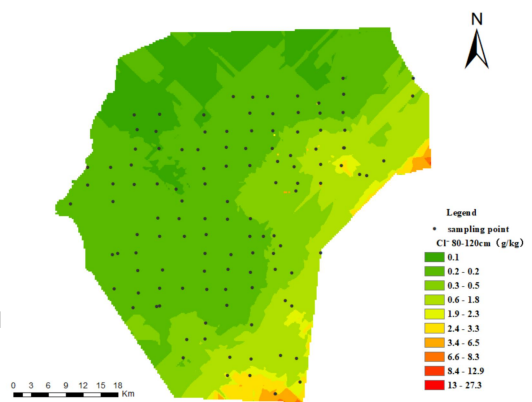 N
Legend
sampling point
Cl⁻ 80-120cm（g/kg）
0.1
0.2 - 0.2
0.3 - 0.5
0.6 - 1.8
1.9 - 2.3
2.4 - 3.3
3.4 - 6.5
6.6 - 8.3
8.4 - 12.9
13 - 27.3
0 3 6 9 12 15 18
Km